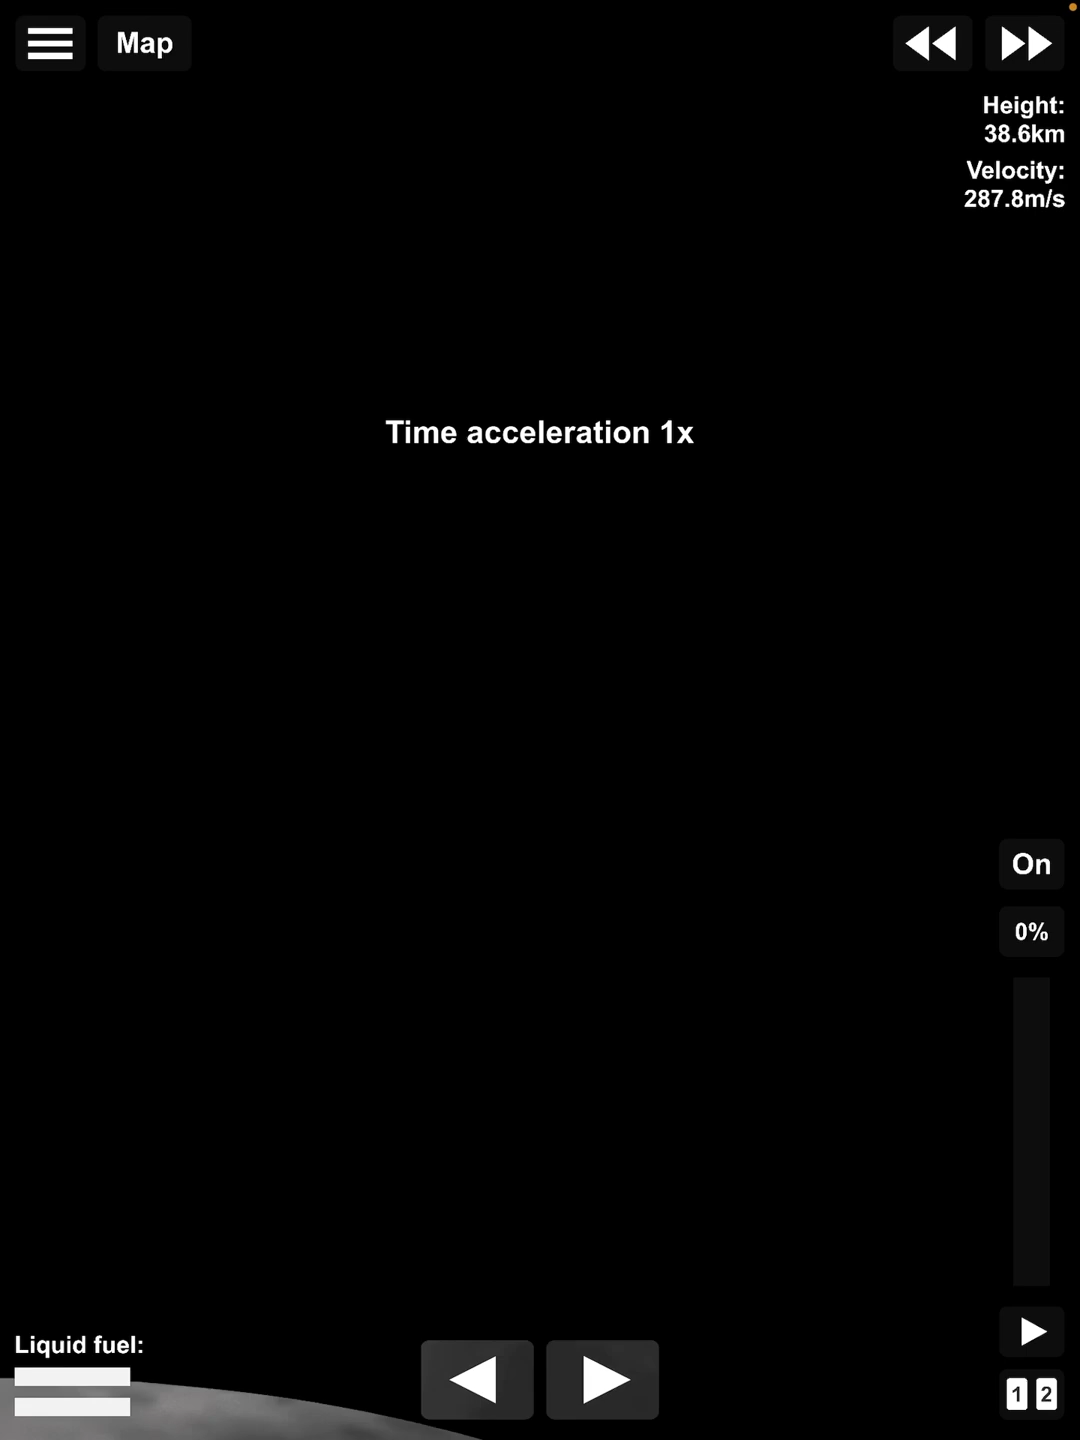 Map
Height:
38.6km
Velocity:
287.8m/s
Time acceleration 1x
On
0%
Liquid fuel:
1 2